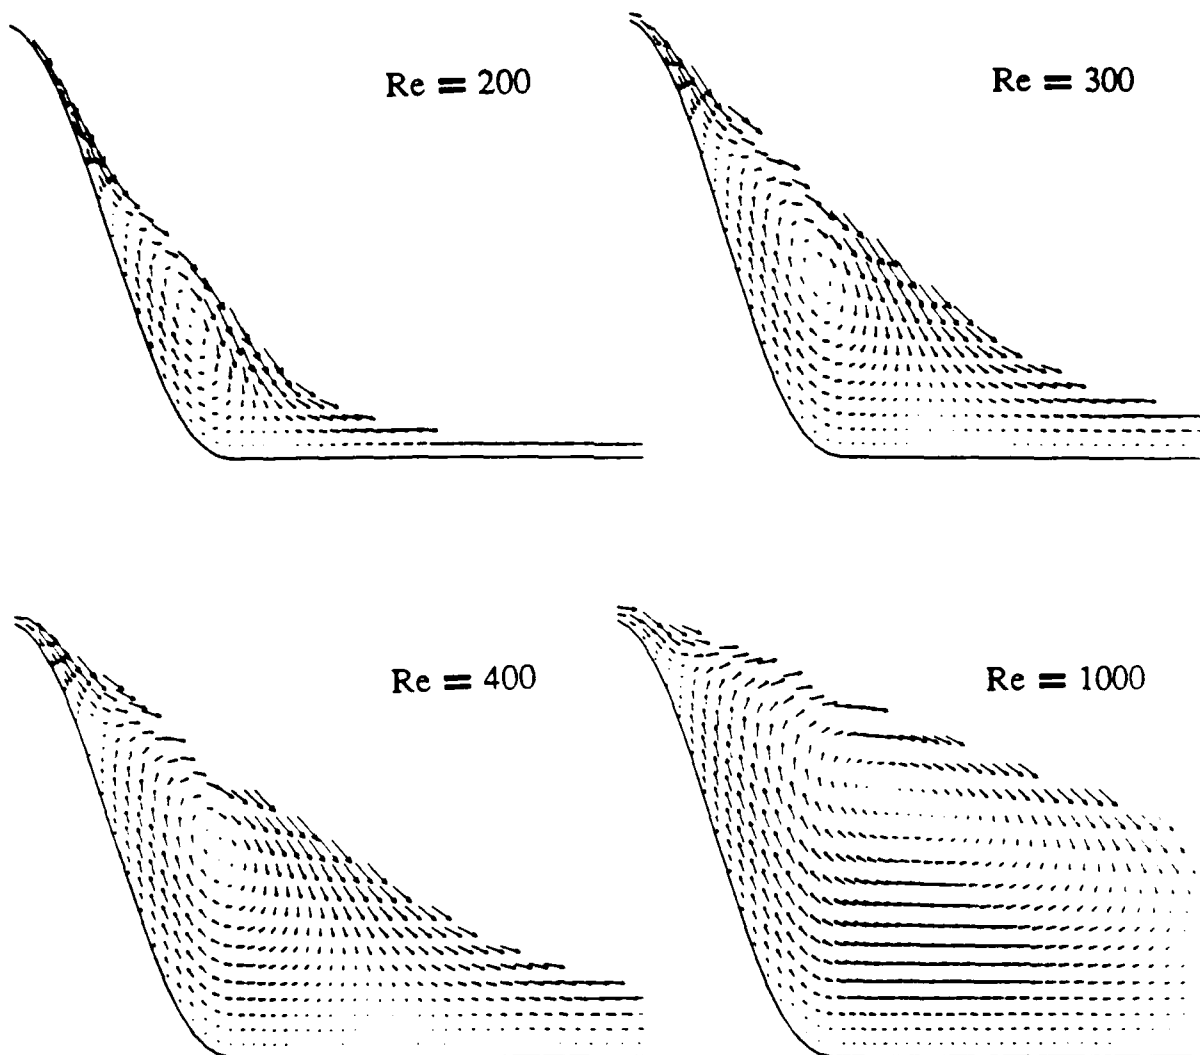 Re = 200
Re = 300
Re = 400
Re = 1000